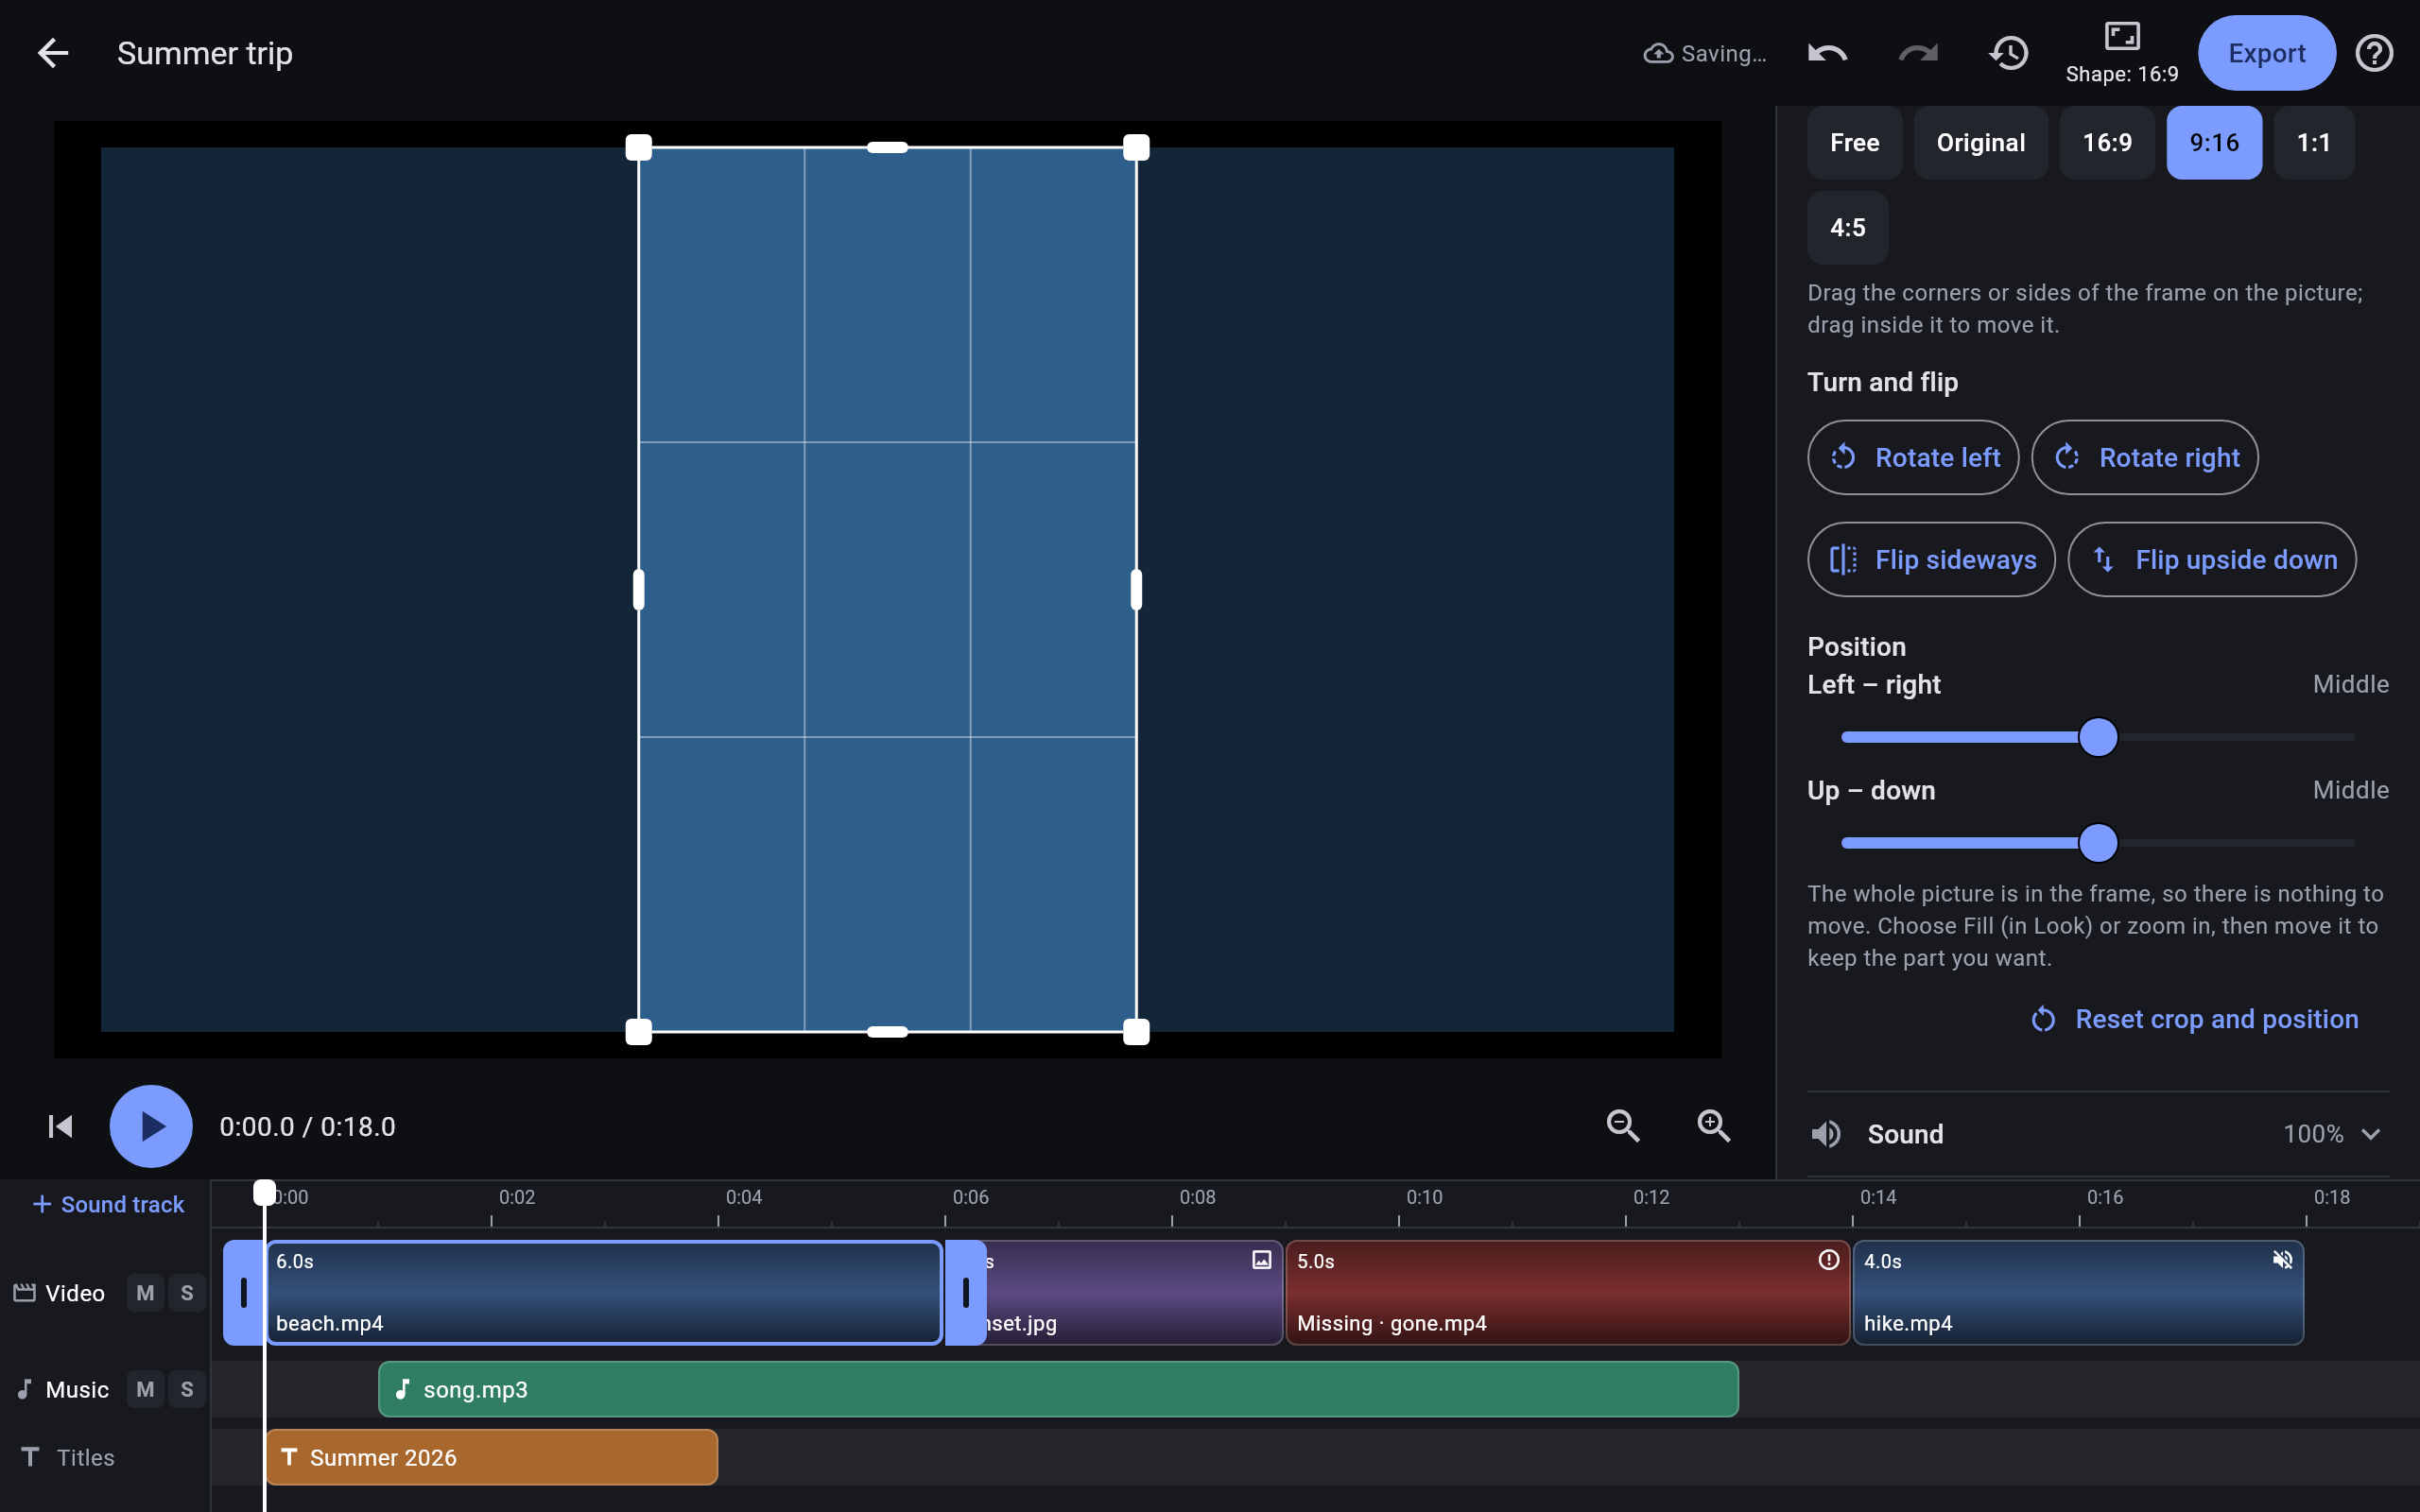 Summer trip
Saving...
Shape: 16:9
Export
Free
Original
16:9
9:16
1:1
4:5
Drag the corners or sides of the frame on the picture;
drag inside it to move it.
Turn and flip
Rotate left
Rotate right
Flip sideways
Flip upside down
Position
Left – right
Middle
Up – down
Middle
The whole picture is in the frame, so there is nothing to
move. Choose Fill (in Look) or zoom in, then move it to
keep the part you want.
Reset crop and position
Sound
100%
0:00.0 / 0:18.0
+ Sound track
0:00
0:02
0:04
0:06
0:08
0:10
0:12
0:14
0:16
0:18
Video
M
S
6.0s
beach.mp4
s
nset.jpg
5.0s
Missing · gone.mp4
4.0s
hike.mp4
Music
M
S
song.mp3
Titles
Summer 2026